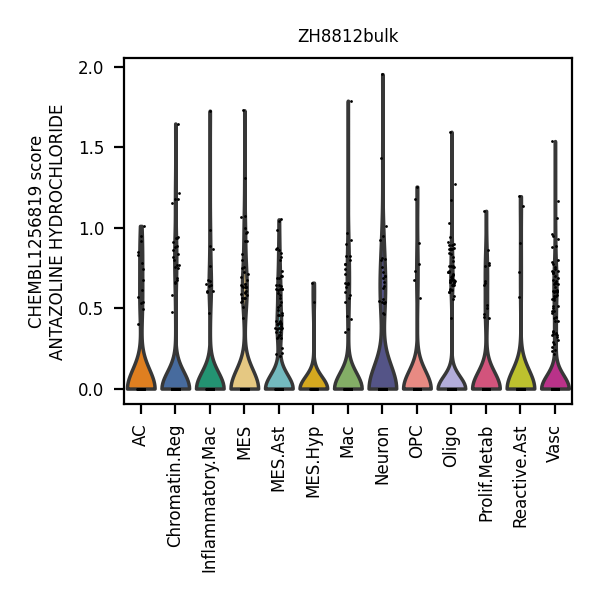 ZH8812bulk
CHEMBL1256819 score
ANTAZOLINE HYDROCHLORIDE
2.0
1.5
1.0
0.5
0.0
AC
Chromatin.Reg
Inflammatory.Mac
MES
MES.Ast
MES.Hyp
Mac
Neuron
OPC
Oligo
Prolif.Metab
Reactive.Ast
Vasc